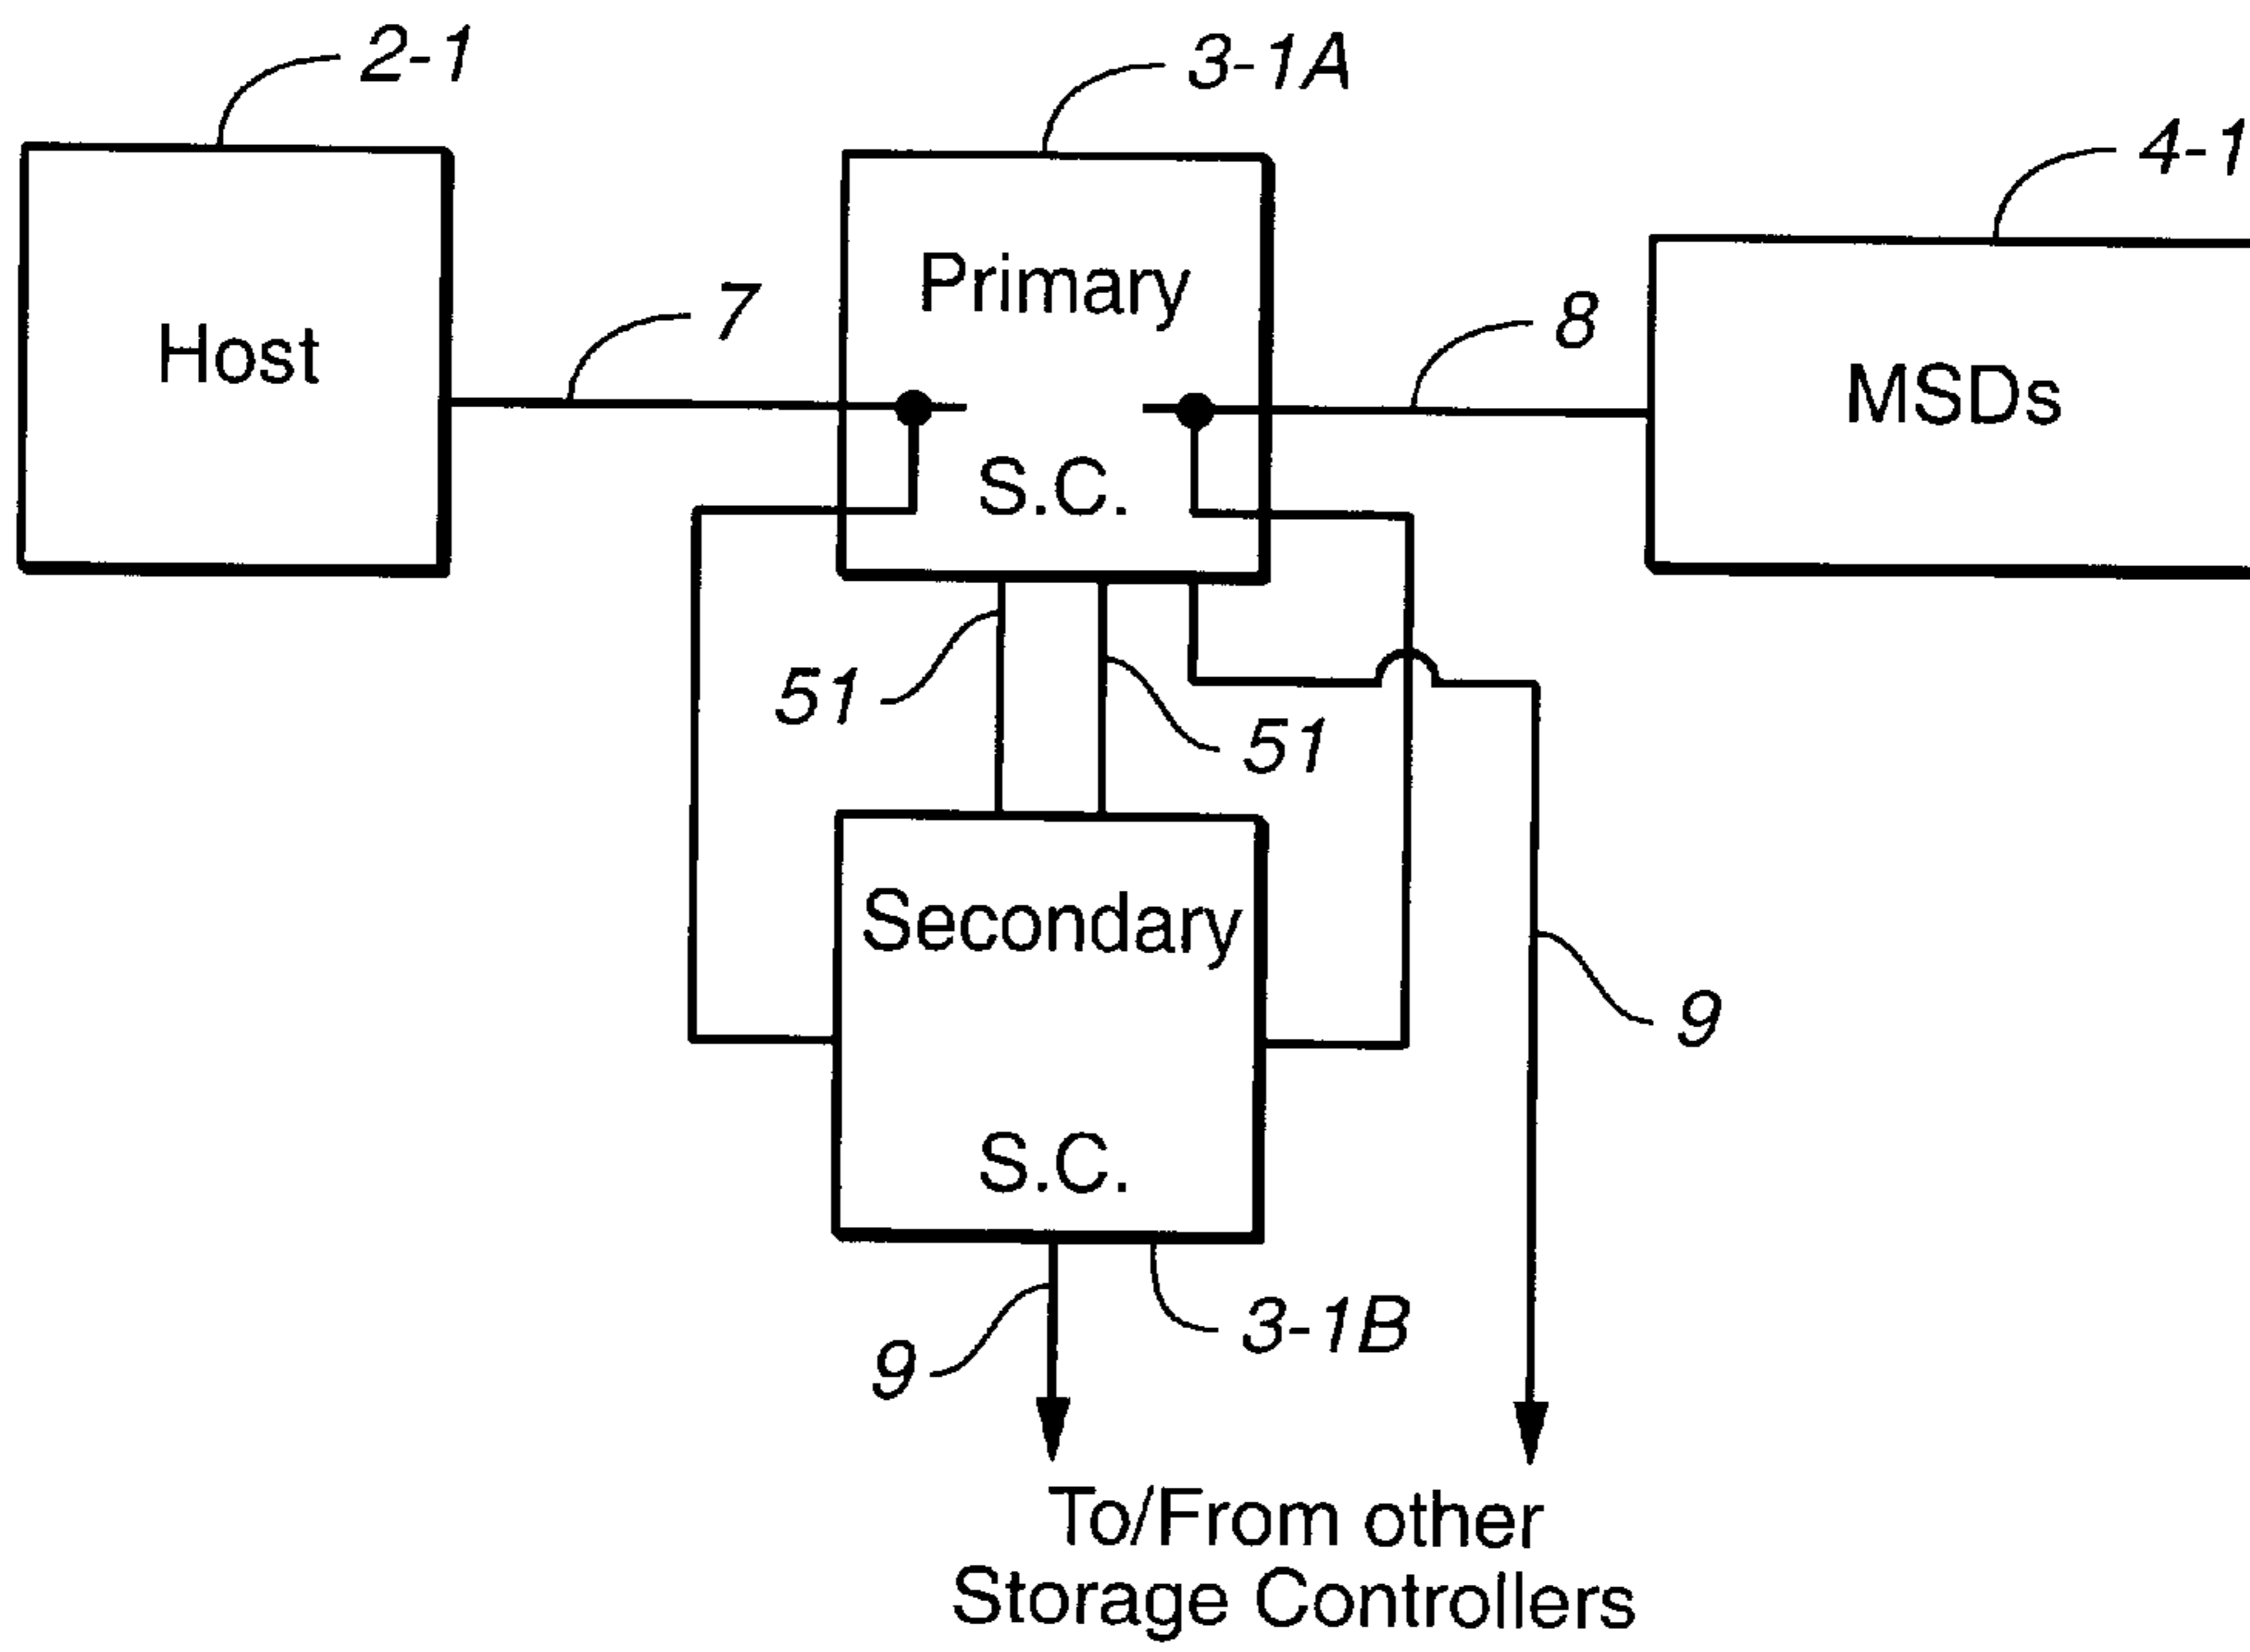 2-1
3-1A
4-1
Host
Primary
S.C.
MSDs
7
8
51
51
Secondary
S.C.
9
3-1B
9
To/From other
Storage Controllers